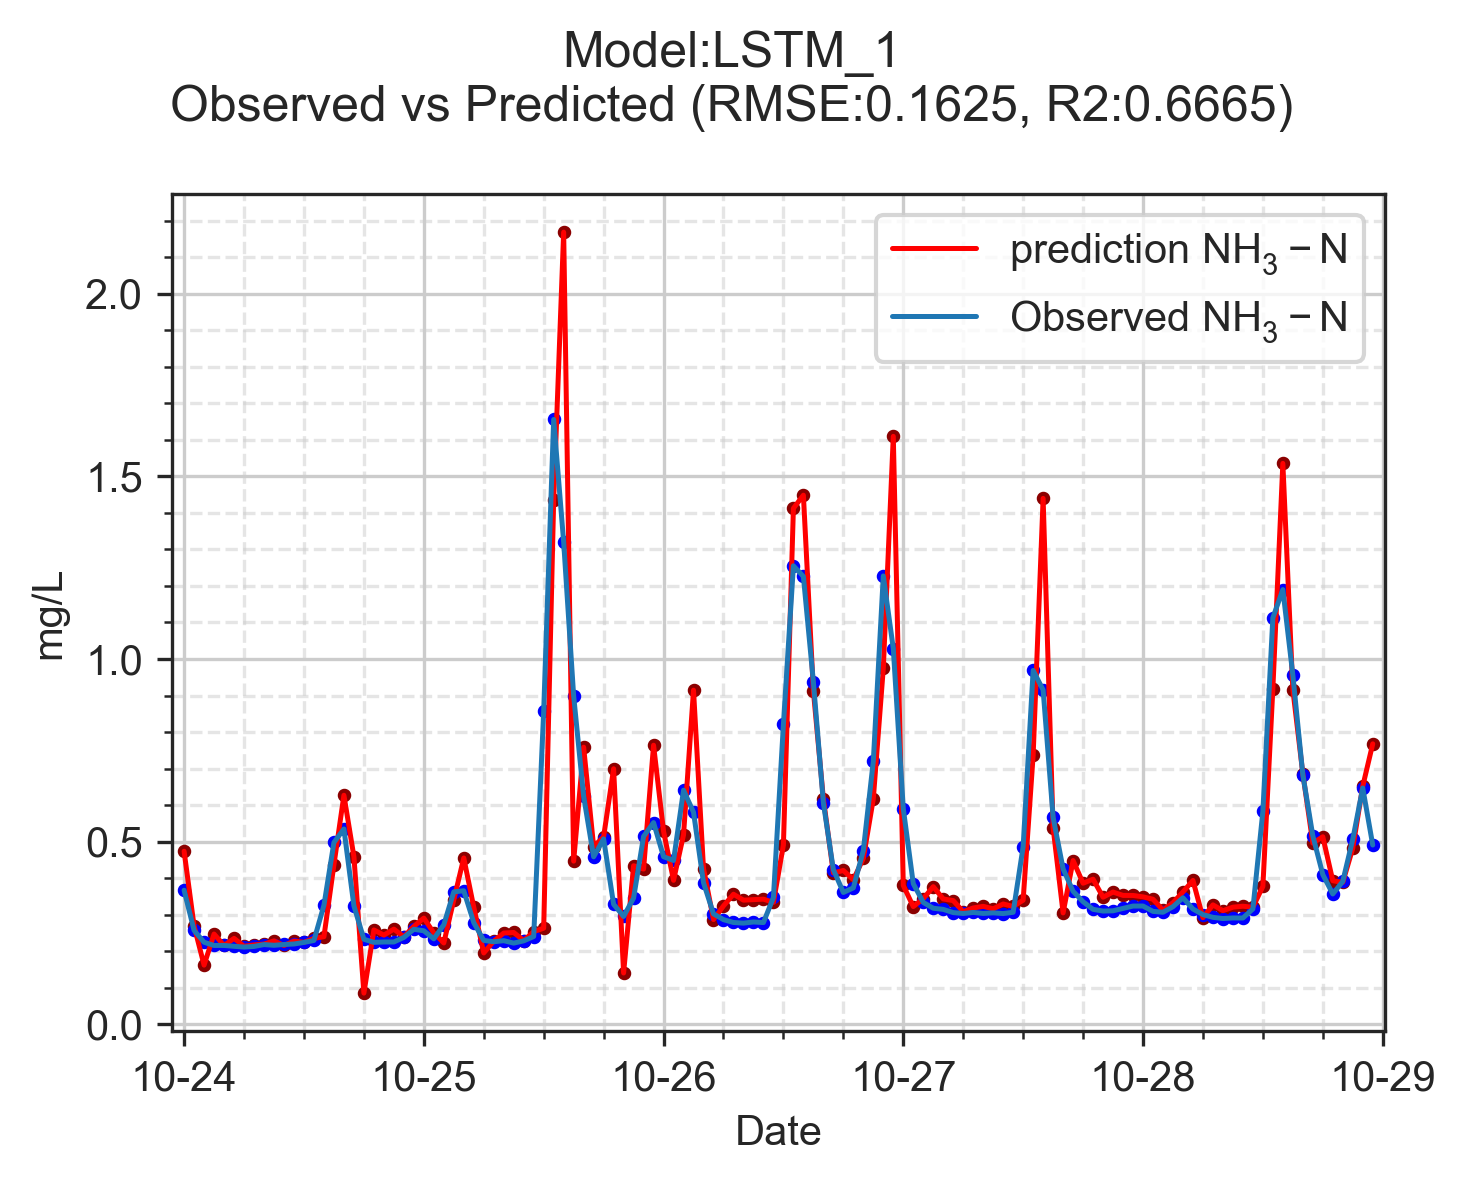 Model:LSTM_1
Observed vs Predicted (RMSE:0.1625, R2:0.6665)
prediction NH₃ − N
Observed NH₃ − N
2.0
1.5
1.0
0.5
0.0
mg/L
10-24 10-25 10-26 10-27 10-28 10-29
Date